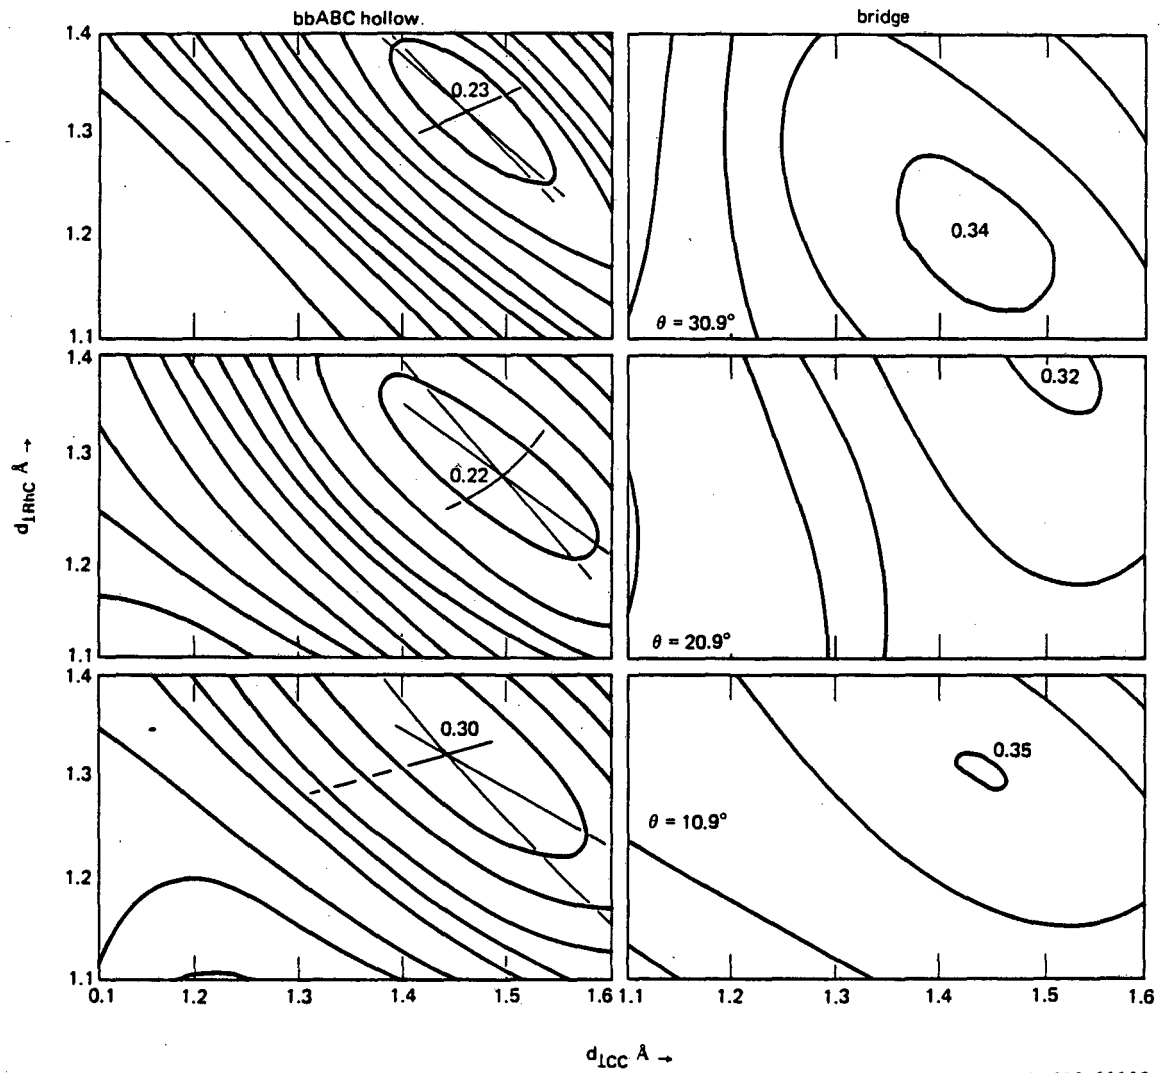 bbABC hollow. bridge
1.4
0.23
1.3
1.2
0.34
1.1
θ = 30.9°
1.4
0.32
1.3
0.22
d⊥RhC Å →
1.2
θ = 20.9°
1.1
1.4
0.30
0.35
1.3
θ = 10.9°
1.2
1.1
0.1 1.2 1.3 1.4 1.5 1.6 1.1 1.2 1.3 1.4 1.5 1.6
d⊥CC Å →